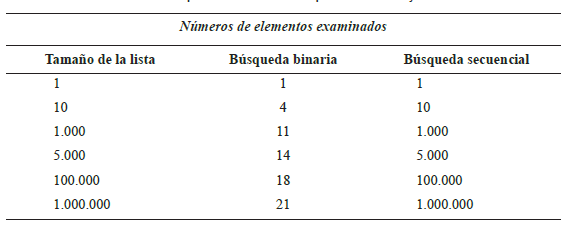 Números de elementos examinados
Tamaño de la lista Búsqueda binaria Búsqueda secuencial
1 1 1
10 4 10
1.000 11 1.000
5.000 14 5.000
100.000 18 100.000
1.000.000 21 1.000.000